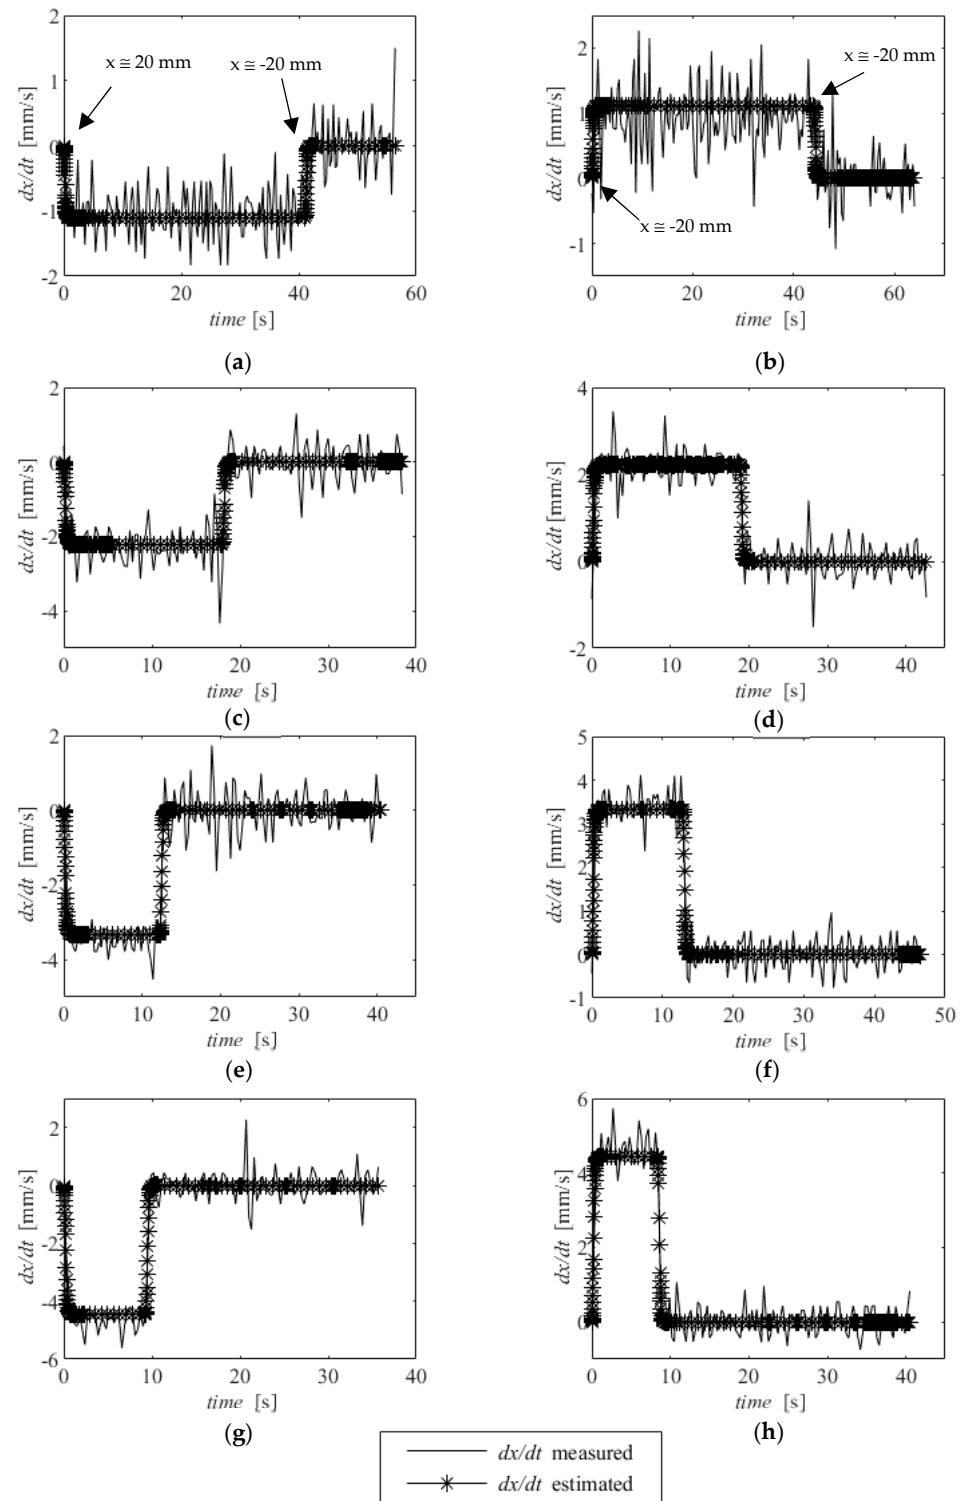 2
1
0
-1
-2
dx/dt [mm/s]
x ≅ 20 mm
x ≅ -20 mm
0 20 40 60
time [s]
(a)
2
1
0
-1
dx/dt [mm/s]
x ≅ -20 mm
x ≅ -20 mm
0 20 40 60
time [s]
(b)
2
0
-2
-4
dx/dt [mm/s]
0 10 20 30 40
time [s]
(c)
4
2
0
-2
dx/dt [mm/s]
0 10 20 30 40
time [s]
(d)
2
0
-2
-4
dx/dt [mm/s]
0 10 20 30 40
time [s]
(e)
5
4
3
2
1
0
-1
dx/dt [mm/s]
0 10 20 30 40 50
time [s]
(f)
2
0
-2
-4
-6
dx/dt [mm/s]
0 10 20 30 40
time [s]
(g)
6
4
2
0
dx/dt [mm/s]
0 10 20 30 40
time [s]
(h)
dx/dt measured
dx/dt estimated